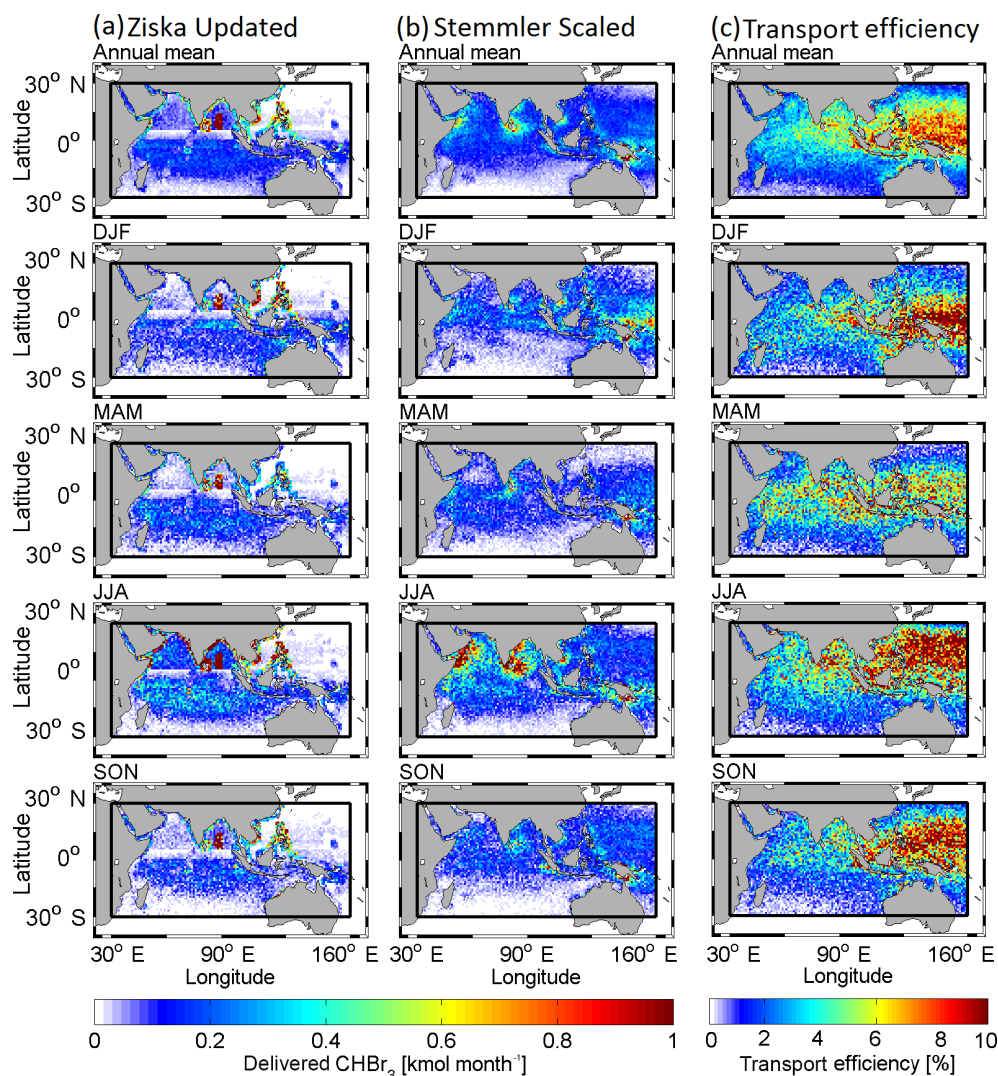 (a) Ziska Updated
(b) Stemmler Scaled
(c) Transport efficiency
Annual mean
Annual mean
Annual mean
30° N
0°
30° S
Latitude
DJF
DJF
DJF
30° N
0°
30° S
Latitude
MAM
MAM
MAM
30° N
0°
30° S
Latitude
JJA
JJA
JJA
30° N
0°
30° S
Latitude
SON
SON
SON
30° N
0°
30° S
Latitude
30° E 90° E 160° E
Longitude
30° E 90° E 160° E
Longitude
30° E 90° E 160° E
Longitude
0 0.2 0.4 0.6 0.8 1
Delivered CHBr₃ [kmol month⁻¹]
0 2 4 6 8 10
Transport efficiency [%]